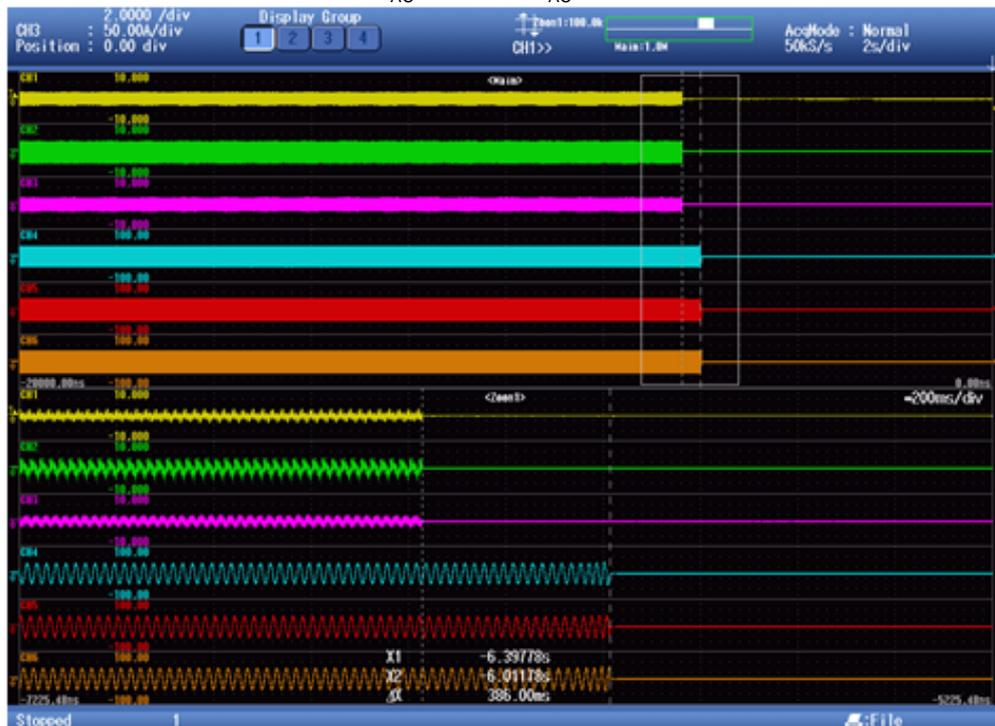 2.0000 /div
CH3 : 50.00A/div
Position : 0.00 div
Display Group
1 2 3 4
CH1>>
Zoom1:100.0k
Main:1.0M
AcqMode : Normal
50kS/s 2s/div
CH1 10.000
<Main>
-10.000
CH2 10.000
-10.000
CH3 10.000
-10.000
CH4 100.00
-100.00
CH5 100.00
-100.00
CH6 100.00
-20000.00ms -100.00 0.00ms
CH1 10.000
<Zoom1>
200ms/div
-10.000
CH2 10.000
-10.000
CH3 10.000
-10.000
CH4 100.00
-100.00
CH5 100.00
-100.00
CH6 100.00
X1 -6.39778s
X2 -6.01178s
ΔX 386.00ms
-7225.40ms -100.00 -5225.40ms
Stopped 1 :File